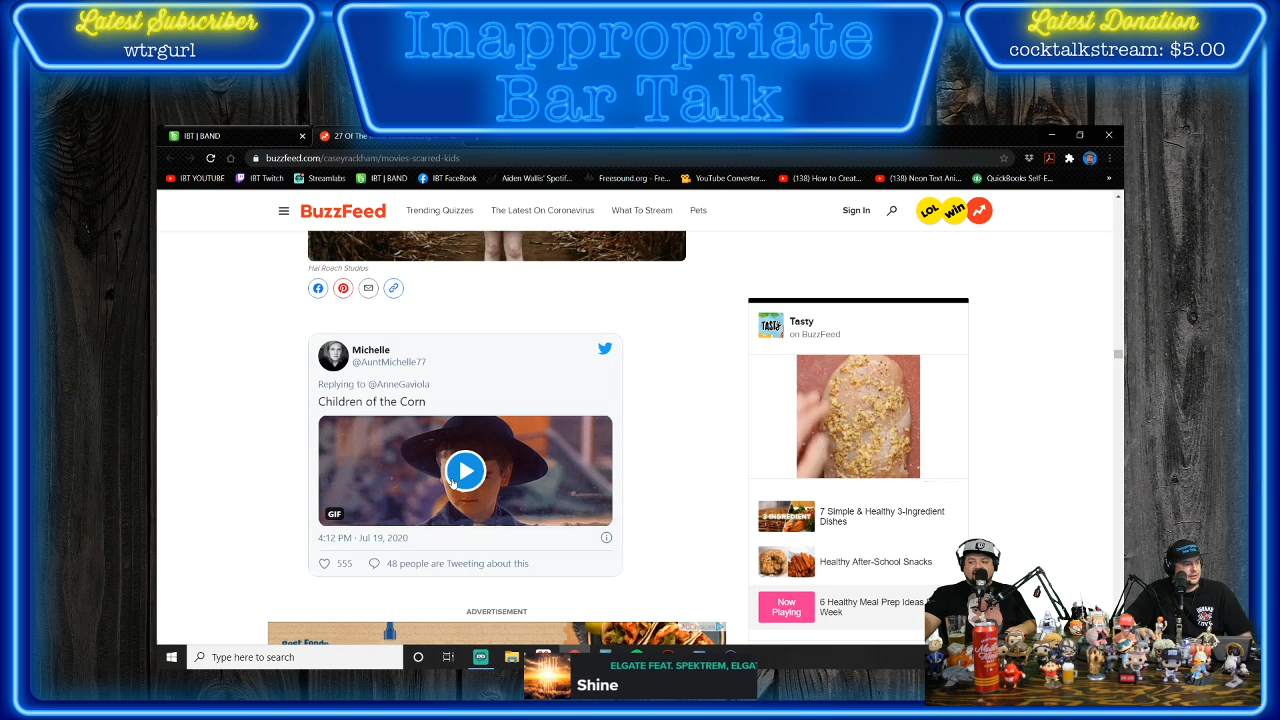 Latest Subscriber
wtrgurl
Inappropriate
Bar Talk
Latest Donation
cocktalkstream: $5.00
IBT | BAND
27 Of The
buzzfeed.com/caseyrackham/movies-scarred-kids
IBT YOUTUBE
IBT Twitch
Streamlabs
IBT | BAND
IBT FaceBook
Aiden Wallis' Spotif...
Freesound.org - Fre...
YouTube Converter...
(138) How to Creat...
(138) Neon Text Ani...
QuickBooks Self-E...
»
BuzzFeed
Trending Quizzes
The Latest On Coronavirus
What To Stream
Pets
Sign In
LOL
win
Hal Roach Studios
Michelle
@AuntMichelle77
Replying to @AnneGaviola
Children of the Corn
GIF
4:12 PM · Jul 19, 2020
555
48 people are Tweeting about this
ADVERTISEMENT
Best Foods
AdChoices
TASTY
Tasty
on BuzzFeed
3-INGREDIENT
7 Simple & Healthy 3-Ingredient
Dishes
Healthy After-School Snacks
Now
Playing
6 Healthy Meal Prep Ideas
Week
Type here to search
ELGATE FEAT. SPEKTREM, ELGA
Shine